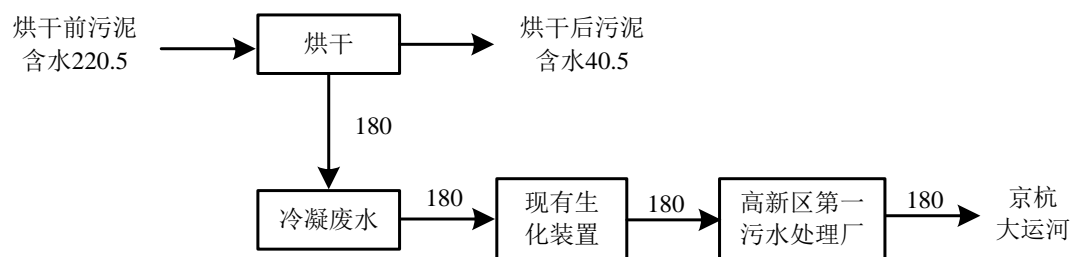 烘干前污泥
含水220.5
烘干
烘干后污泥
含水40.5
180
冷凝废水
180
现有生
化装置
180
高新区第一
污水处理厂
180
京杭
大运河